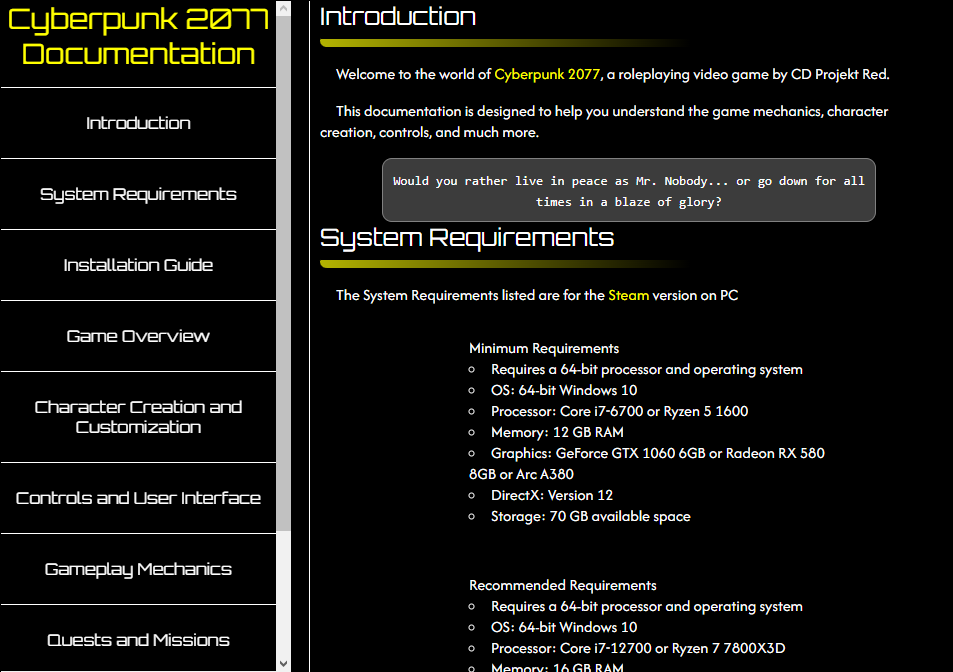 Cyberpunk 2077
Documentation
Introduction
System Requirements
Installation Guide
Game Overview
Character Creation and
Customization
Controls and User Interface
Gameplay Mechanics
Quests and Missions
Introduction
Welcome to the world of Cyberpunk 2077, a roleplaying video game by CD Projekt Red.
This documentation is designed to help you understand the game mechanics, character
creation, controls, and much more.
Would you rather live in peace as Mr. Nobody... or go down for all
times in a blaze of glory?
System Requirements
The System Requirements listed are for the Steam version on PC
Minimum Requirements
Requires a 64-bit processor and operating system
OS: 64-bit Windows 10
Processor: Core i7-6700 or Ryzen 5 1600
Memory: 12 GB RAM
Graphics: GeForce GTX 1060 6GB or Radeon RX 580
8GB or Arc A380
DirectX: Version 12
Storage: 70 GB available space
Recommended Requirements
Requires a 64-bit processor and operating system
OS: 64-bit Windows 10
Processor: Core i7-12700 or Ryzen 7 7800X3D
Memory: 16 GB RAM